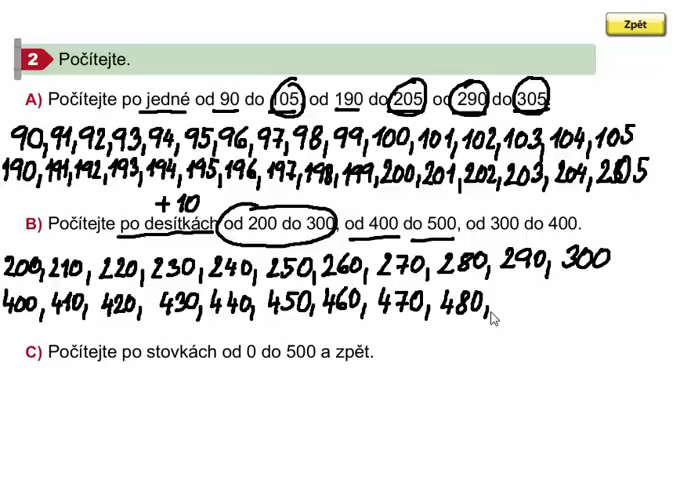 Zpět
2 Počítejte.
A) Počítejte po jedné od 90 do 105, od 190 do 205, od 290 do 305.
90, 91, 92, 93, 94, 95, 96, 97, 98, 99, 100, 101, 102, 103, 104, 105
190, 191, 192, 193, 194, 195, 196, 197, 198, 199, 200, 201, 202, 203, 204, 205
+ 10
B) Počítejte po desítkách od 200 do 300, od 400 do 500, od 300 do 400.
200, 210, 220, 230, 240, 250, 260, 270, 280, 290, 300
400, 410, 420, 430, 440, 450, 460, 470, 480,
C) Počítejte po stovkách od 0 do 500 a zpět.